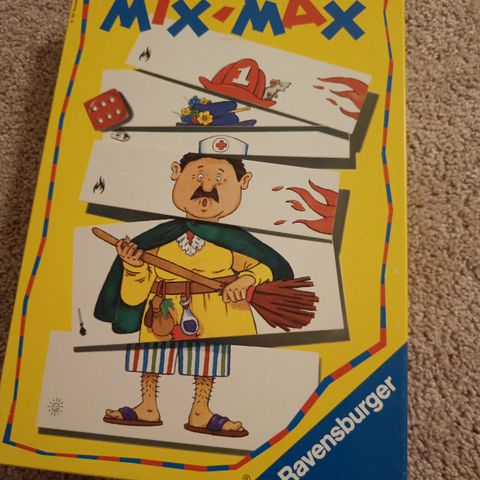 MIX-MAX
1
Ravensburger
®